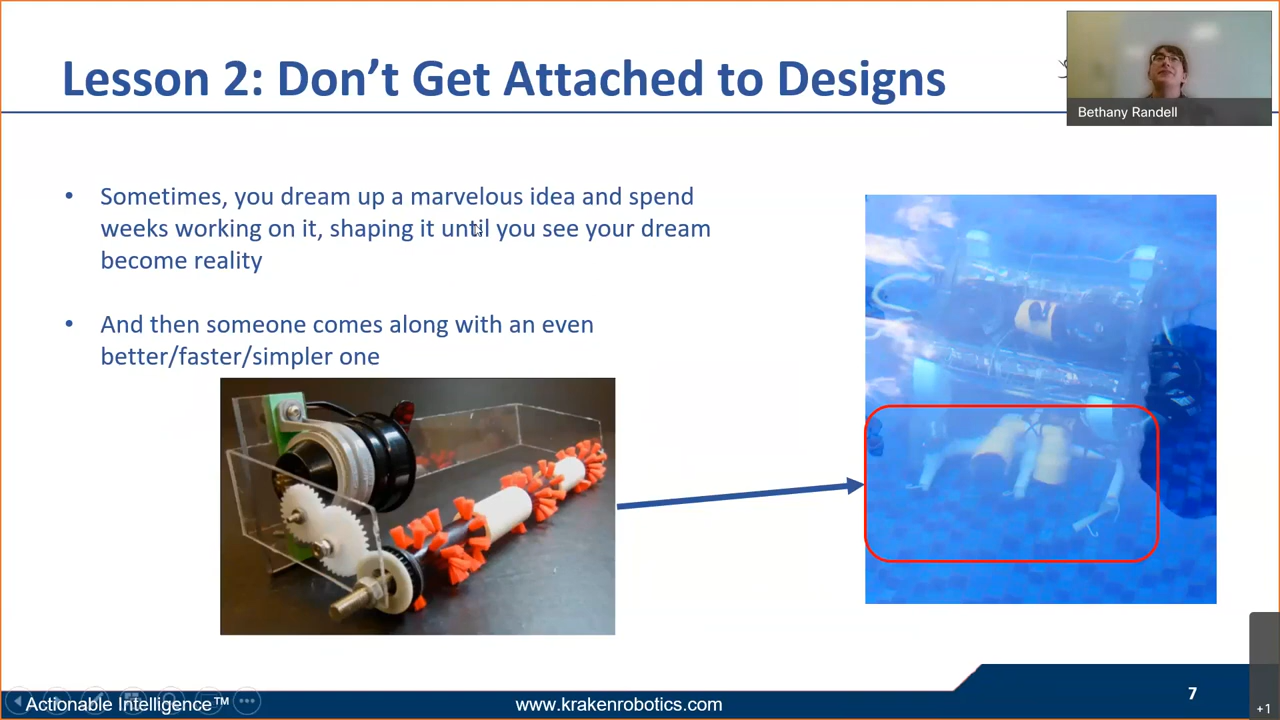 Lesson 2: Don't Get Attached to Designs
Bethany Randell
• Sometimes, you dream up a marvelous idea and spend
weeks working on it, shaping it until you see your dream
become reality
• And then someone comes along with an even
better/faster/simpler one
Actionable Intelligence™
www.krakenrobotics.com
7
+1